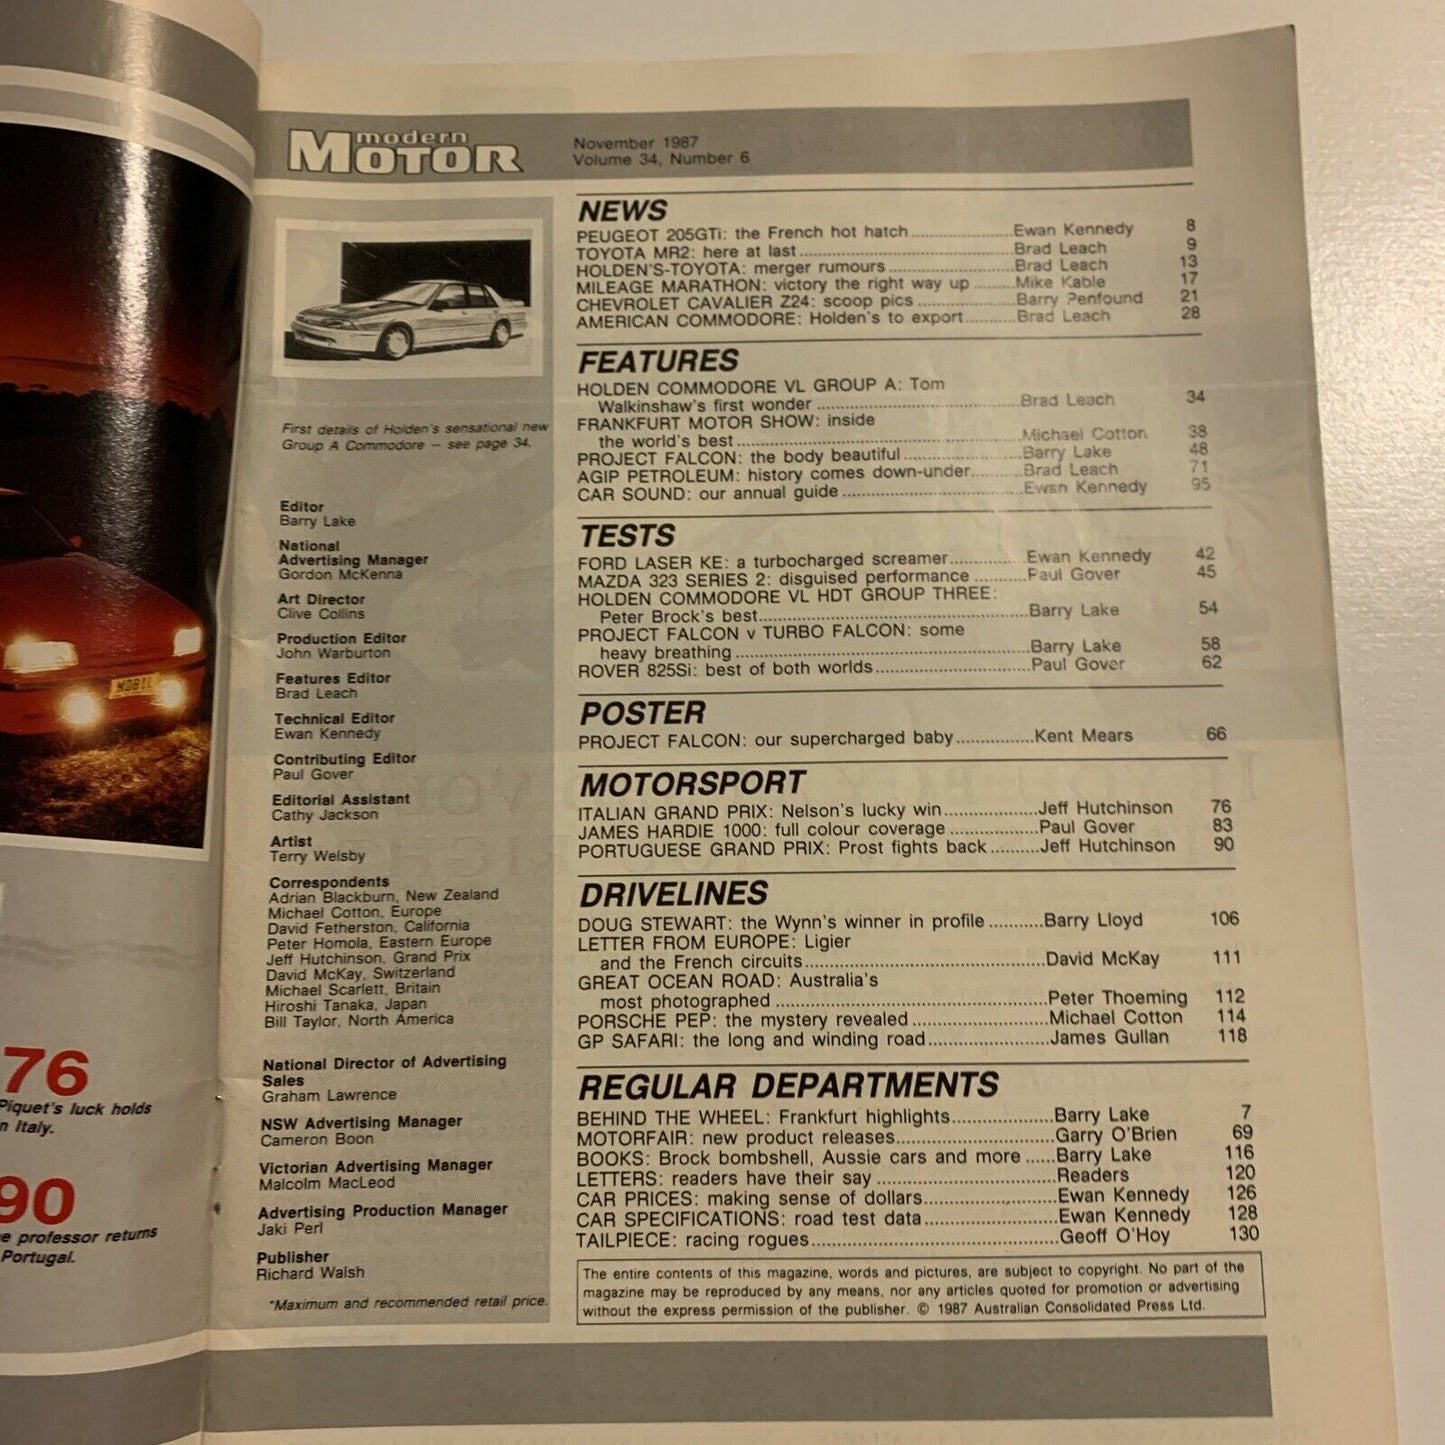 MOBIL
76
Piquet's luck holds
n Italy.
90
e professor returns
Portugal.
modern
MOTOR
November 1987
Volume 34, Number 6
First details of Holden's sensational new
Group A Commodore — see page 34.
Editor
Barry Lake
National
Advertising Manager
Gordon McKenna
Art Director
Clive Collins
Production Editor
John Warburton
Features Editor
Brad Leach
Technical Editor
Ewan Kennedy
Contributing Editor
Paul Gover
Editorial Assistant
Cathy Jackson
Artist
Terry Welsby
Correspondents
Adrian Blackburn, New Zealand
Michael Cotton, Europe
David Fetherston, California
Peter Homola, Eastern Europe
Jeff Hutchinson, Grand Prix
David McKay, Switzerland
Michael Scarlett, Britain
Hiroshi Tanaka, Japan
Bill Taylor, North America
National Director of Advertising
Sales
Graham Lawrence
NSW Advertising Manager
Cameron Boon
Victorian Advertising Manager
Malcolm MacLeod
Advertising Production Manager
Jaki Perl
Publisher
Richard Walsh
*Maximum and recommended retail price.
NEWS
PEUGEOT 205GTi: the French hot hatch....................Ewan Kennedy 8
TOYOTA MR2: here at last..........................................Brad Leach 9
HOLDEN'S-TOYOTA: merger rumours.........................Brad Leach 13
MILEAGE MARATHON: victory the right way up ........Mike Kable 17
CHEVROLET CAVALIER Z24: scoop pics ...................Barry Penfound 21
AMERICAN COMMODORE: Holden's to export..........Brad Leach 28
FEATURES
HOLDEN COMMODORE VL GROUP A: Tom
Walkinshaw's first wonder .......................................Brad Leach 34
FRANKFURT MOTOR SHOW: inside
the world's best.......................................................Michael Cotton 38
PROJECT FALCON: the body beautiful.......................Barry Lake 48
AGIP PETROLEUM: history comes down-under..........Brad Leach 71
CAR SOUND: our annual guide ...................................Ewan Kennedy 95
TESTS
FORD LASER KE: a turbocharged screamer...............Ewan Kennedy 42
MAZDA 323 SERIES 2: disguised performance ..........Paul Gover 45
HOLDEN COMMODORE VL HDT GROUP THREE:
Peter Brock's best....................................................Barry Lake 54
PROJECT FALCON v TURBO FALCON: some
heavy breathing ........................................................Barry Lake 58
ROVER 825Si: best of both worlds..............................Paul Gover 62
POSTER
PROJECT FALCON: our supercharged baby...............Kent Mears 66
MOTORSPORT
ITALIAN GRAND PRIX: Nelson's lucky win..................Jeff Hutchinson 76
JAMES HARDIE 1000: full colour coverage .................Paul Gover 83
PORTUGUESE GRAND PRIX: Prost fights back..........Jeff Hutchinson 90
DRIVELINES
DOUG STEWART: the Wynn's winner in profile ..........Barry Lloyd 106
LETTER FROM EUROPE: Ligier
and the French circuits..............................................David McKay 111
GREAT OCEAN ROAD: Australia's
most photographed ...................................................Peter Thoeming 112
PORSCHE PEP: the mystery revealed..........................Michael Cotton 114
GP SAFARI: the long and winding road.......................James Gullan 118
REGULAR DEPARTMENTS
BEHIND THE WHEEL: Frankfurt highlights...................Barry Lake 7
MOTORFAIR: new product releases.............................Garry O'Brien 69
BOOKS: Brock bombshell, Aussie cars and more ......Barry Lake 116
LETTERS: readers have their say .................................Readers 120
CAR PRICES: making sense of dollars.........................Ewan Kennedy 126
CAR SPECIFICATIONS: road test data.........................Ewan Kennedy 128
TAILPIECE: racing rogues..............................................Geoff O'Hoy 130
The entire contents of this magazine, words and pictures, are subject to copyright. No part of the
magazine may be reproduced by any means, nor any articles quoted for promotion or advertising
without the express permission of the publisher. © 1987 Australian Consolidated Press Ltd.